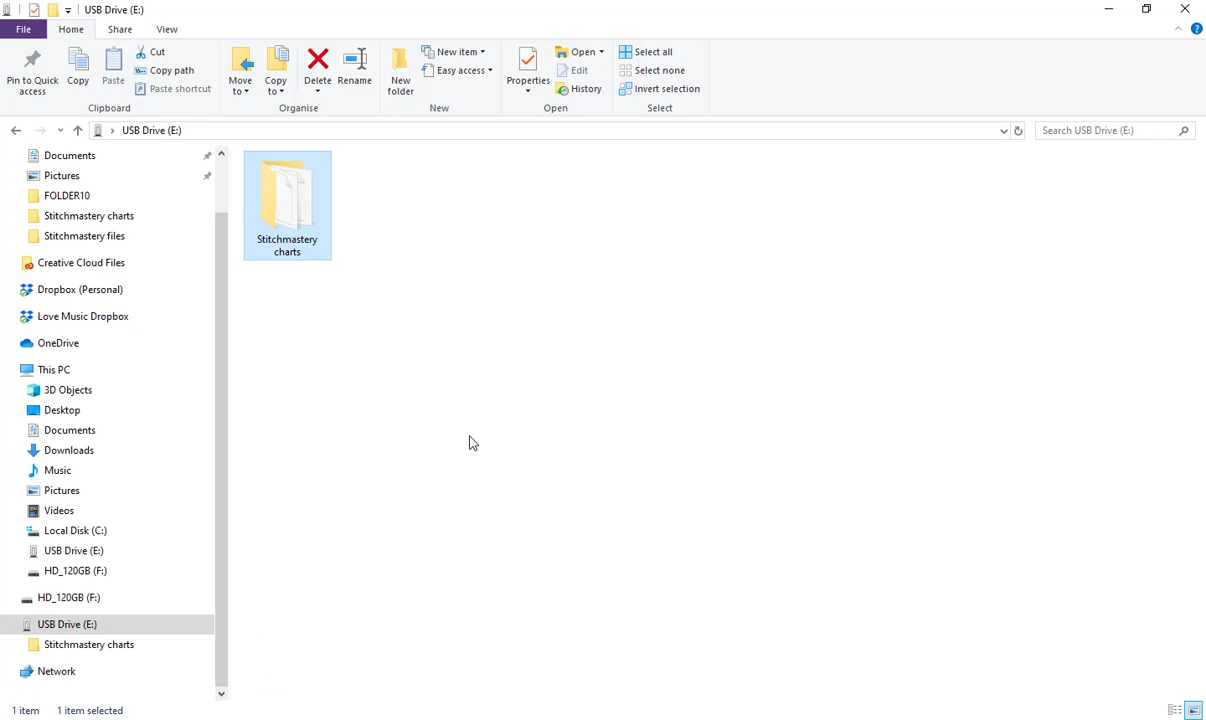 USB Drive (E:)
File Home Share View
Pin to Quick access
Copy
Paste
Cut
Copy path
Paste shortcut
Clipboard
Move to
Copy to
Delete
Rename
Organise
New folder
New item
Easy access
New
Properties
Open
Edit
History
Open
Select all
Select none
Invert selection
Select
USB Drive (E:)
Search USB Drive (E:)
Documents
Pictures
FOLDER10
Stitchmastery charts
Stitchmastery files
Creative Cloud Files
Dropbox (Personal)
Love Music Dropbox
OneDrive
This PC
3D Objects
Desktop
Documents
Downloads
Music
Pictures
Videos
Local Disk (C:)
USB Drive (E:)
HD_120GB (F:)
HD_120GB (F:)
USB Drive (E:)
Stitchmastery charts
Network
Stitchmastery
charts
1 item 1 item selected